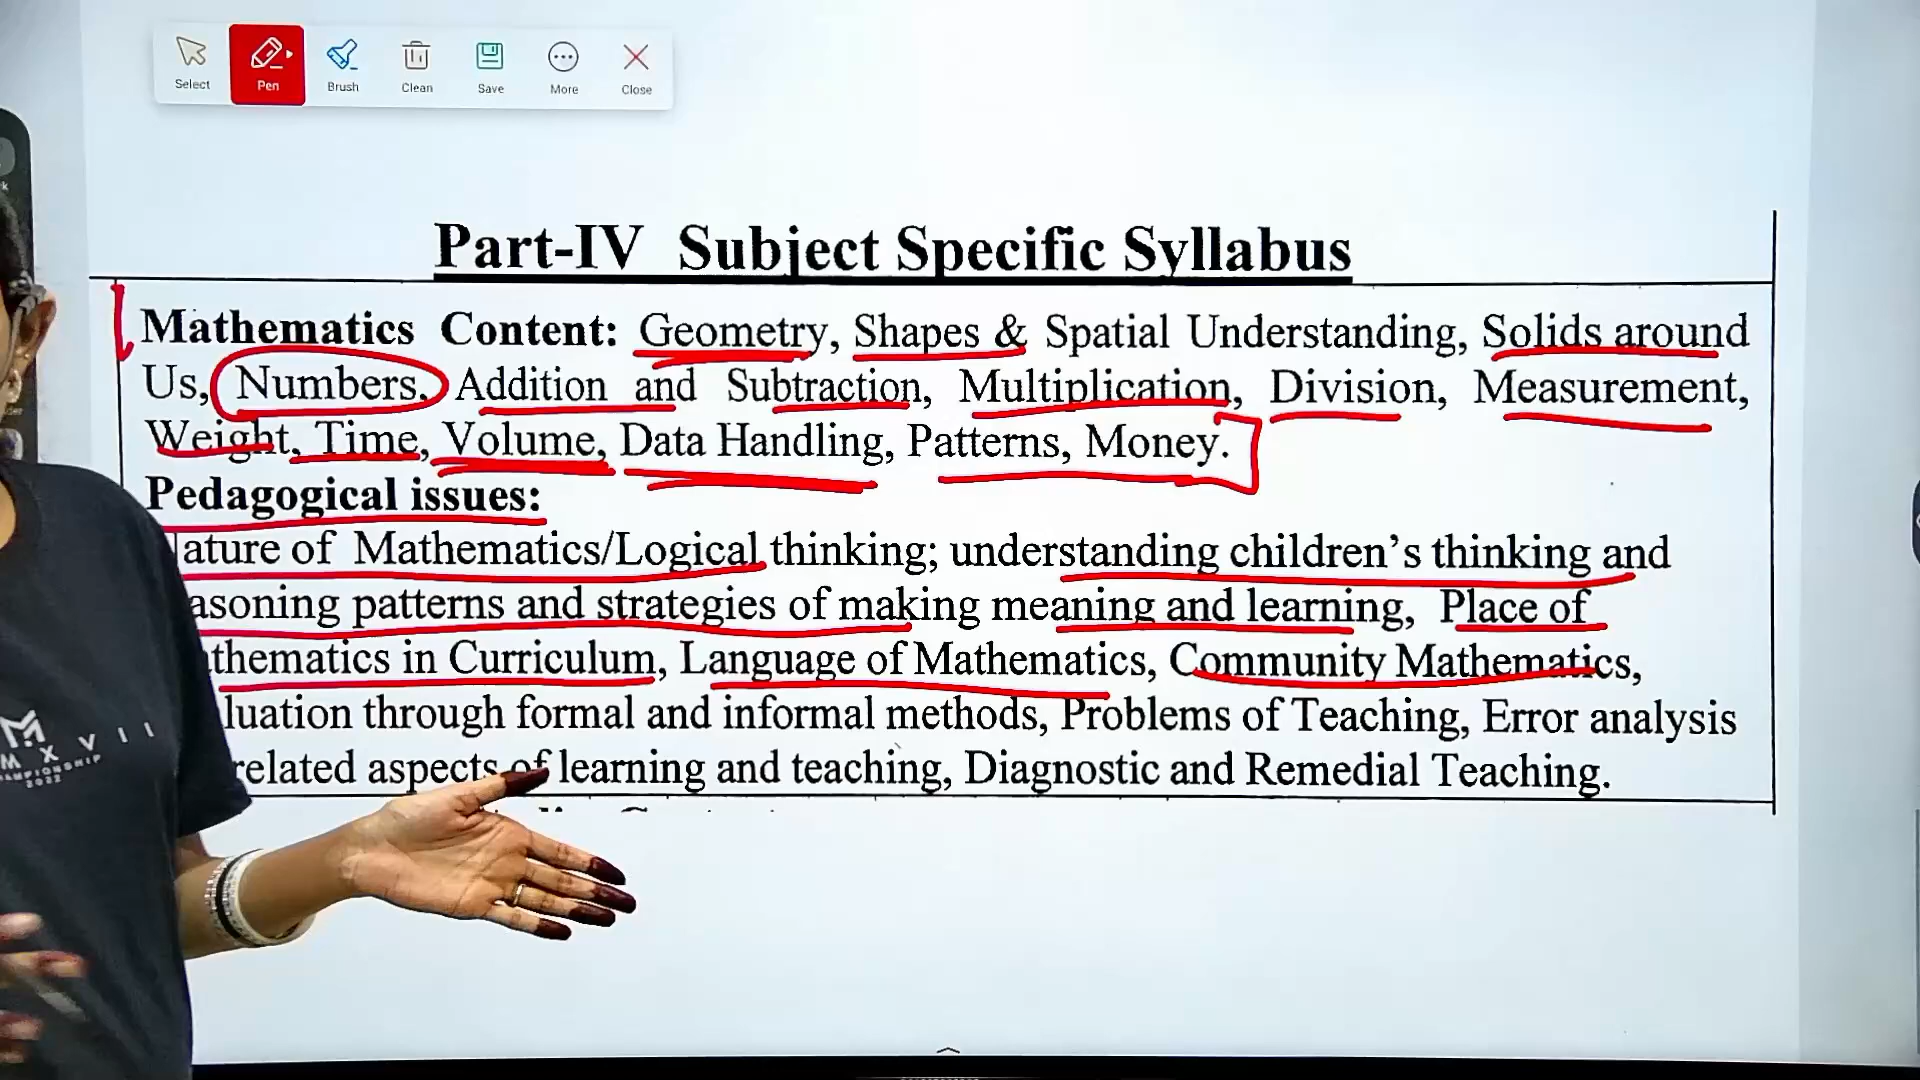 Select Pen Brush Clean Save More Close
Part-IV Subject Specific Syllabus
Mathematics Content: Geometry, Shapes & Spatial Understanding, Solids around
Us, Numbers, Addition and Subtraction, Multiplication, Division, Measurement,
Weight, Time, Volume, Data Handling, Patterns, Money.
Pedagogical issues:
ature of Mathematics/Logical thinking; understanding children's thinking and
asoning patterns and strategies of making meaning and learning, Place of
thematics in Curriculum, Language of Mathematics, Community Mathematics,
luation through formal and informal methods, Problems of Teaching, Error analysis
related aspects of learning and teaching, Diagnostic and Remedial Teaching.
M
M X V I I
AMPIONSHIP
2022